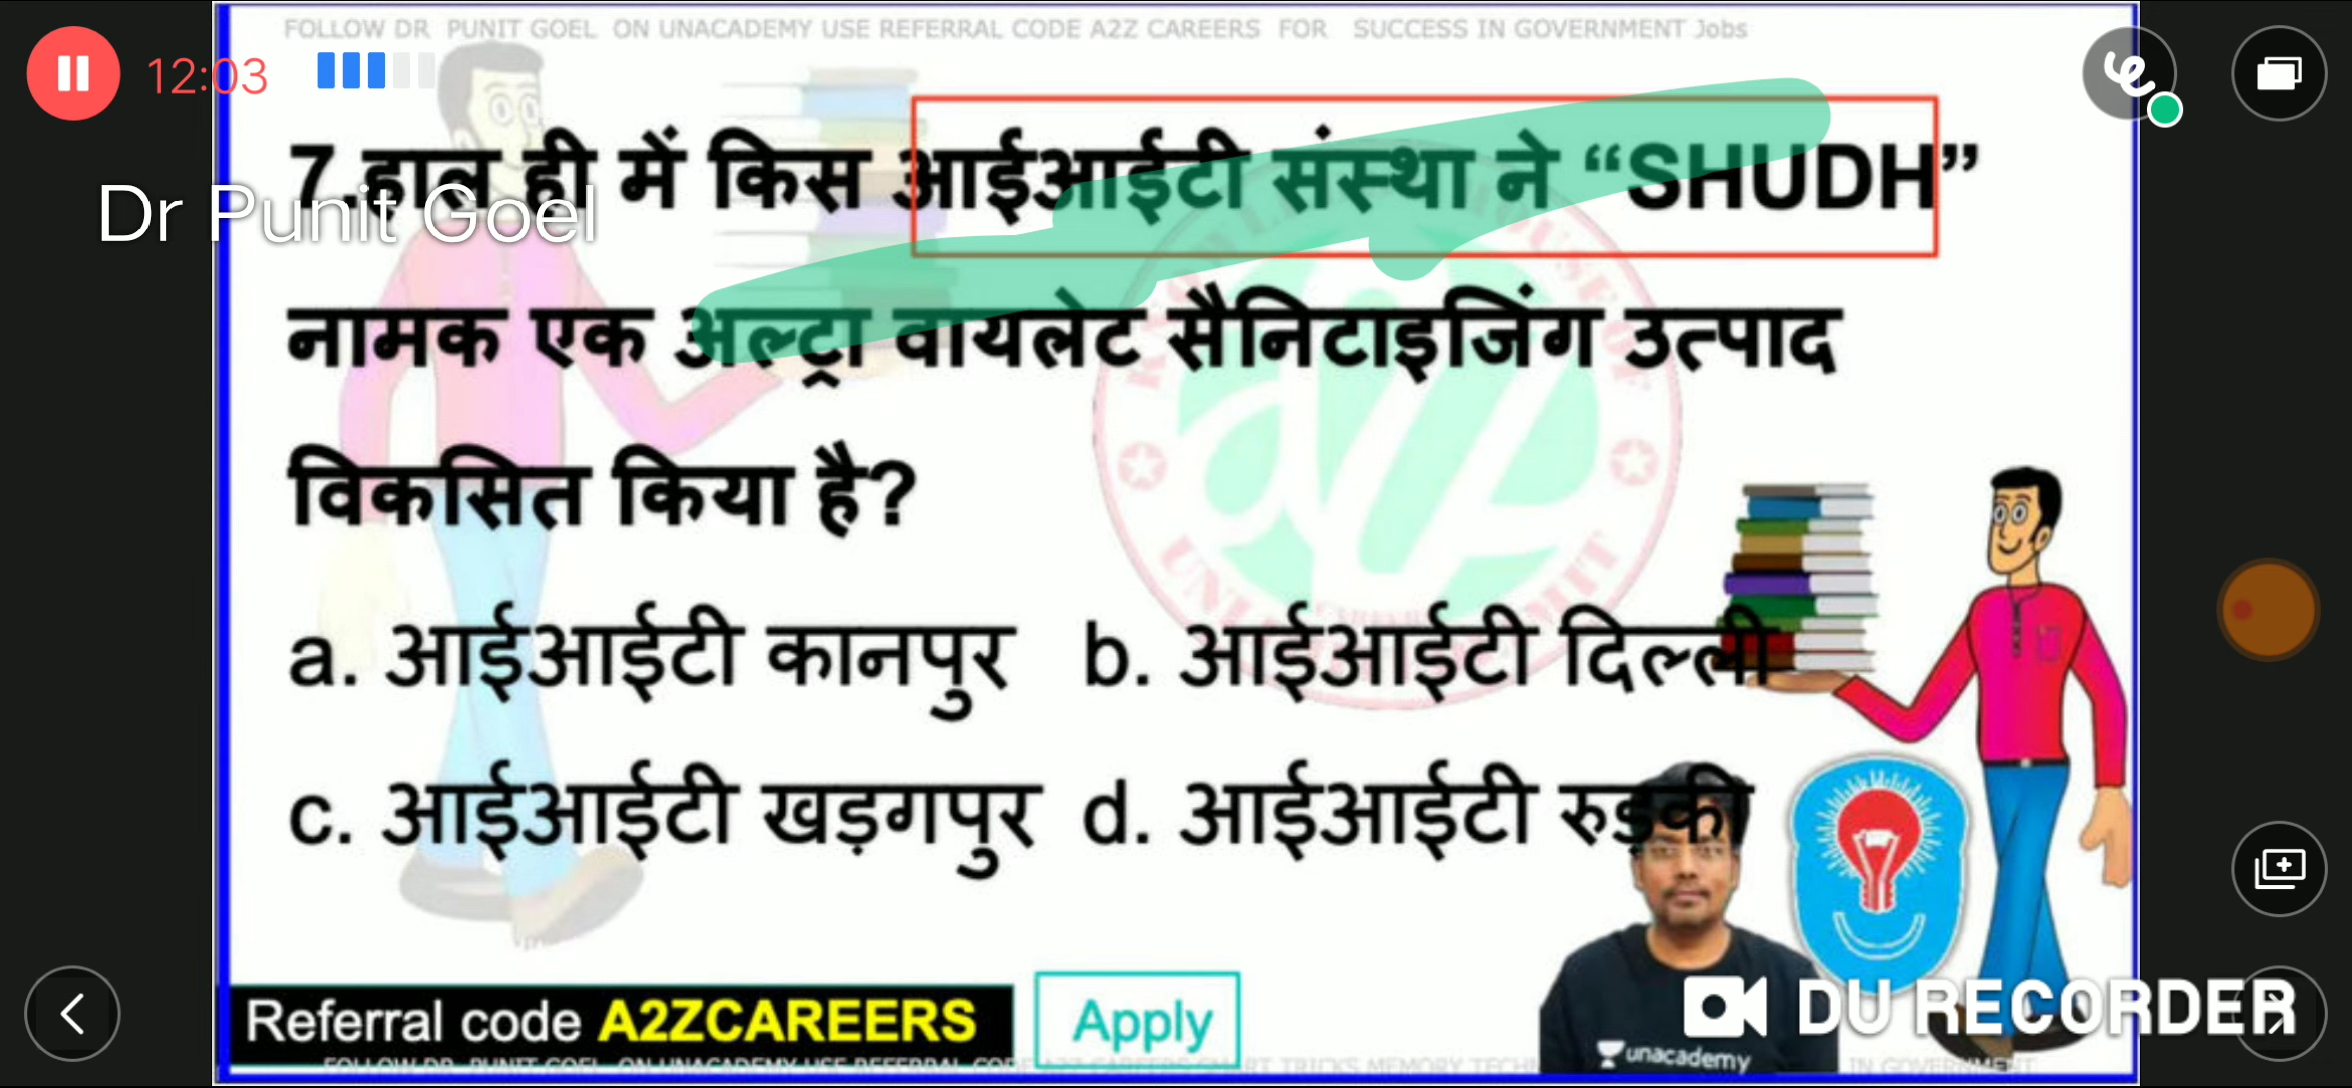 FOLLOW DR PUNIT GOEL ON UNACADEMY USE REFERRAL CODE A2Z CAREERS FOR SUCCESS IN GOVERNMENT Jobs
12:03
7.हाल ही में किस आईआईटी संस्था ने “SHUDH”
Dr Punit Goel
नामक एक अल्ट्रा वायलेट सैनिटाइजिंग उत्पाद
विकसित किया है?
a. आईआईटी कानपुर b. आईआईटी दिल्ली
c. आईआईटी खड़गपुर d. आईआईटी रुड़की
Referral code A2ZCAREERS
Apply
DU RECORDER
unacademy